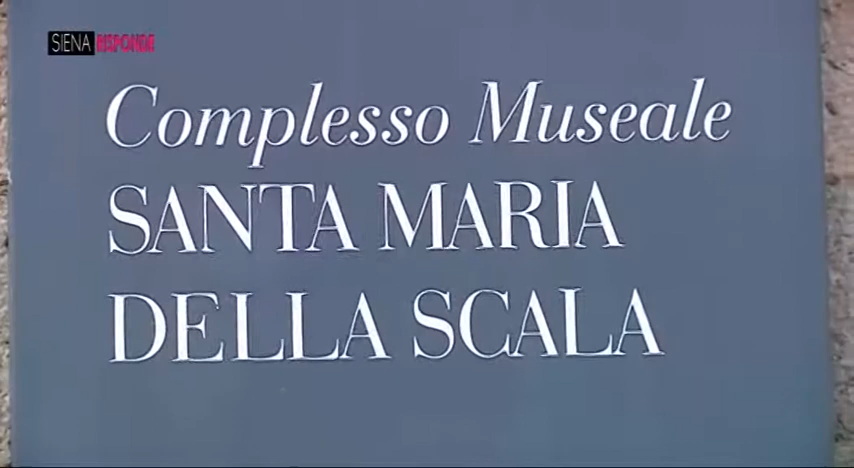 SIENA RISPONDE
Complesso Museale
SANTA MARIA
DELLA SCALA